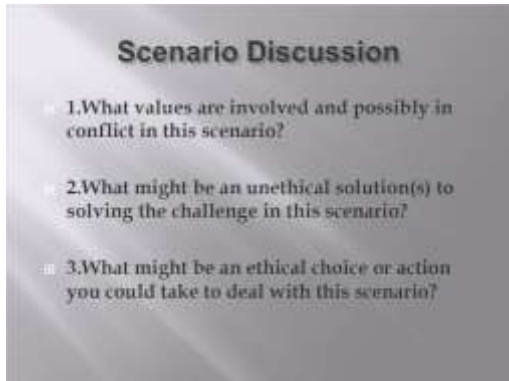 Scenario Discussion
1.What values are involved and possibly in
conflict in this scenario?
2.What might be an unethical solution(s) to
solving the challenge in this scenario?
3.What might be an ethical choice or action
you could take to deal with this scenario?